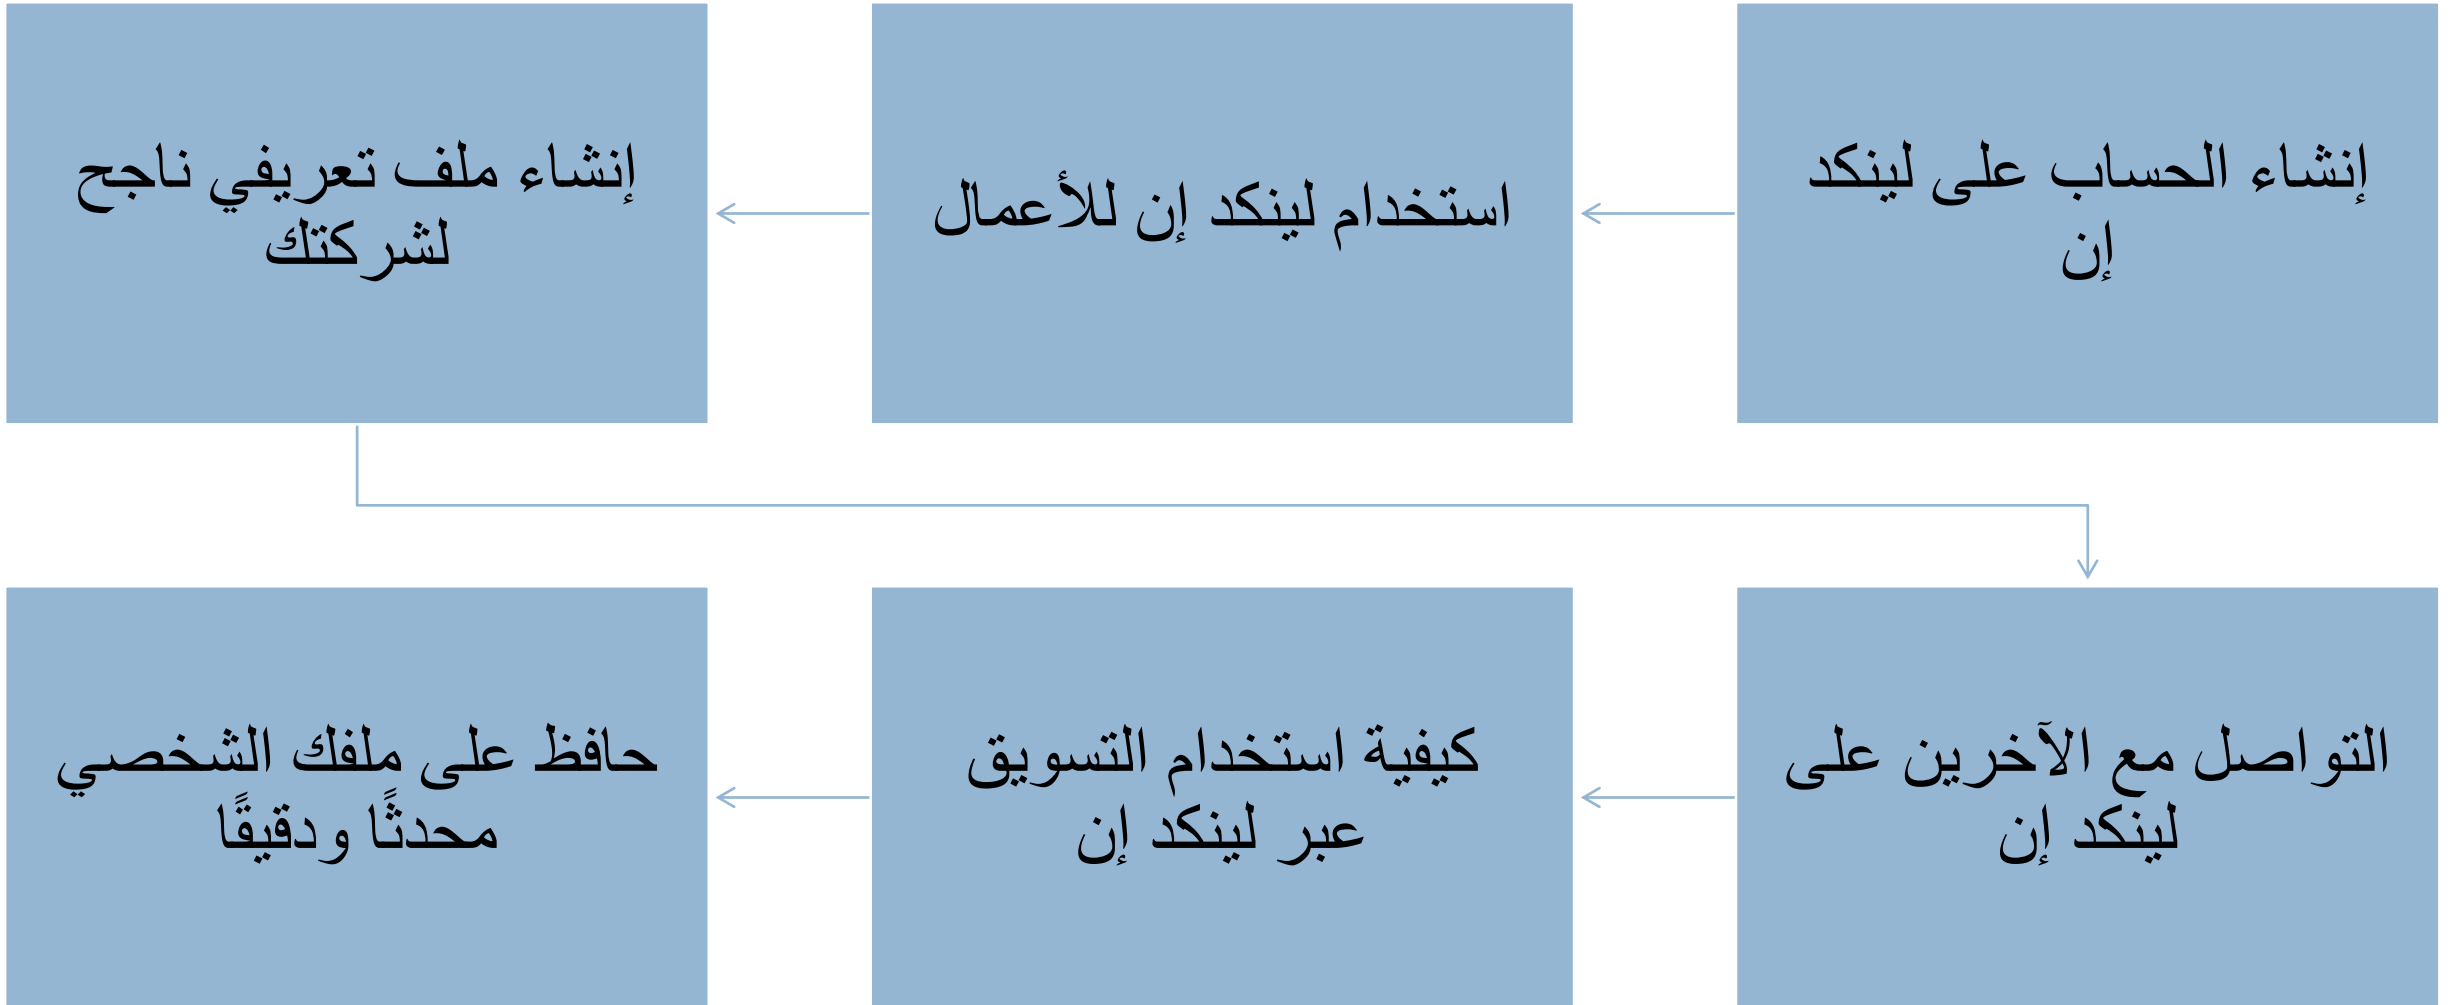 إنشاء الحساب على لينكد
إن
استخدام لينكد إن للأعمال
إنشاء ملف تعريفي ناجح
لشركتك
التواصل مع الآخرين على
لينكد إن
كيفية استخدام التسويق
عبر لينكد إن
حافظ على ملفك الشخصي
محدثًا ودقيقًا